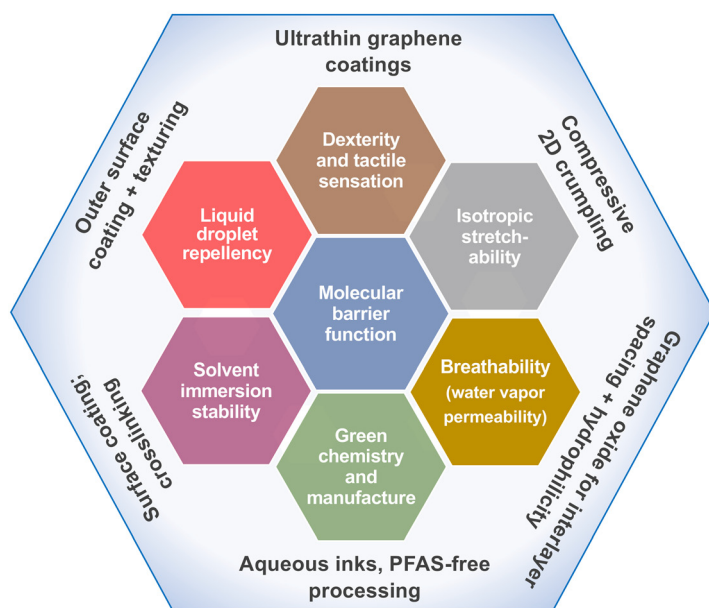 Ultrathin graphene
coatings
Outer surface
coating + texturing
Compressive
2D crumpling
Dexterity
and tactile
sensation
Liquid
droplet
repellency
Isotropic
stretch-
ability
Molecular
barrier
function
Solvent
immersion
stability
Breathability
(water vapor
permeability)
Green
chemistry
and
manufacture
Surface coating;
crosslinking
Graphene oxide for interlayer
spacing + hydrophilicity
Aqueous inks, PFAS-free
processing